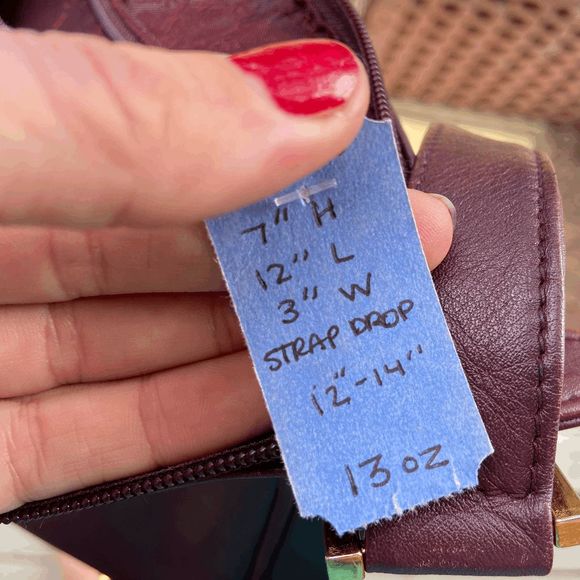 7" H
12" L
3" W
STRAP DROP
12"-14"
13 oz